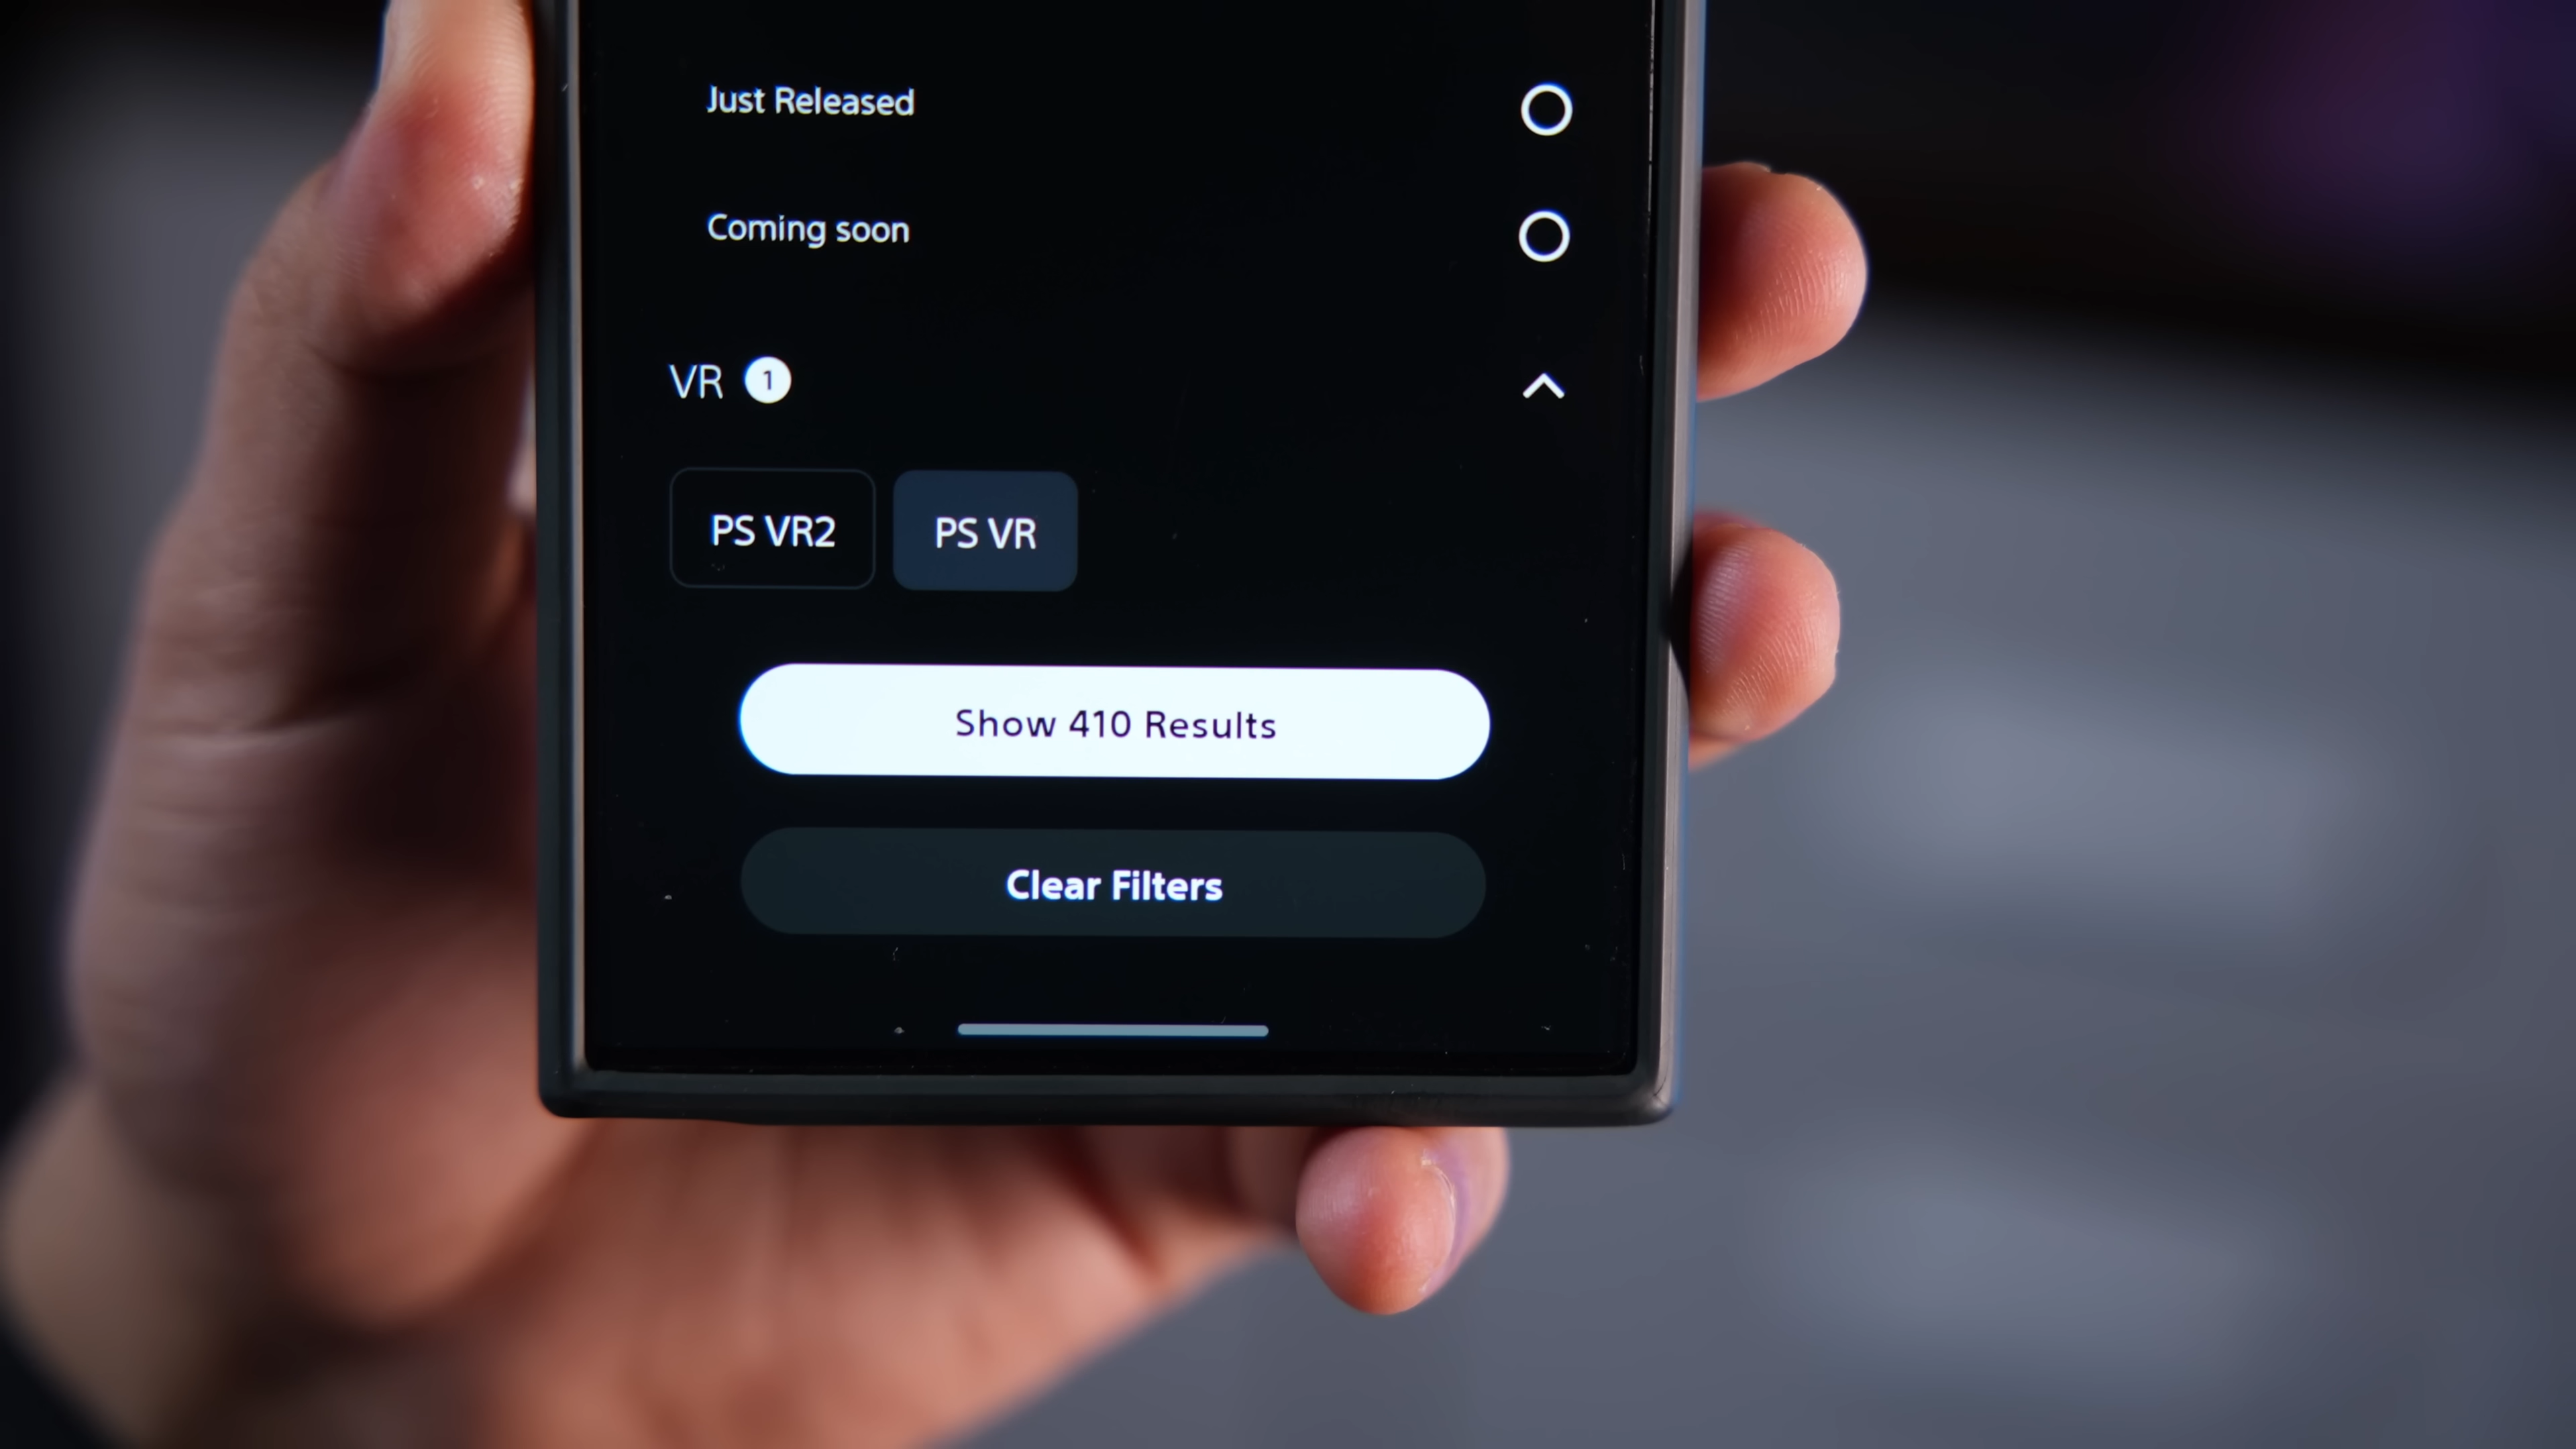 Just Released
Coming soon
VR 1
PS VR2 PS VR
Show 410 Results
Clear Filters